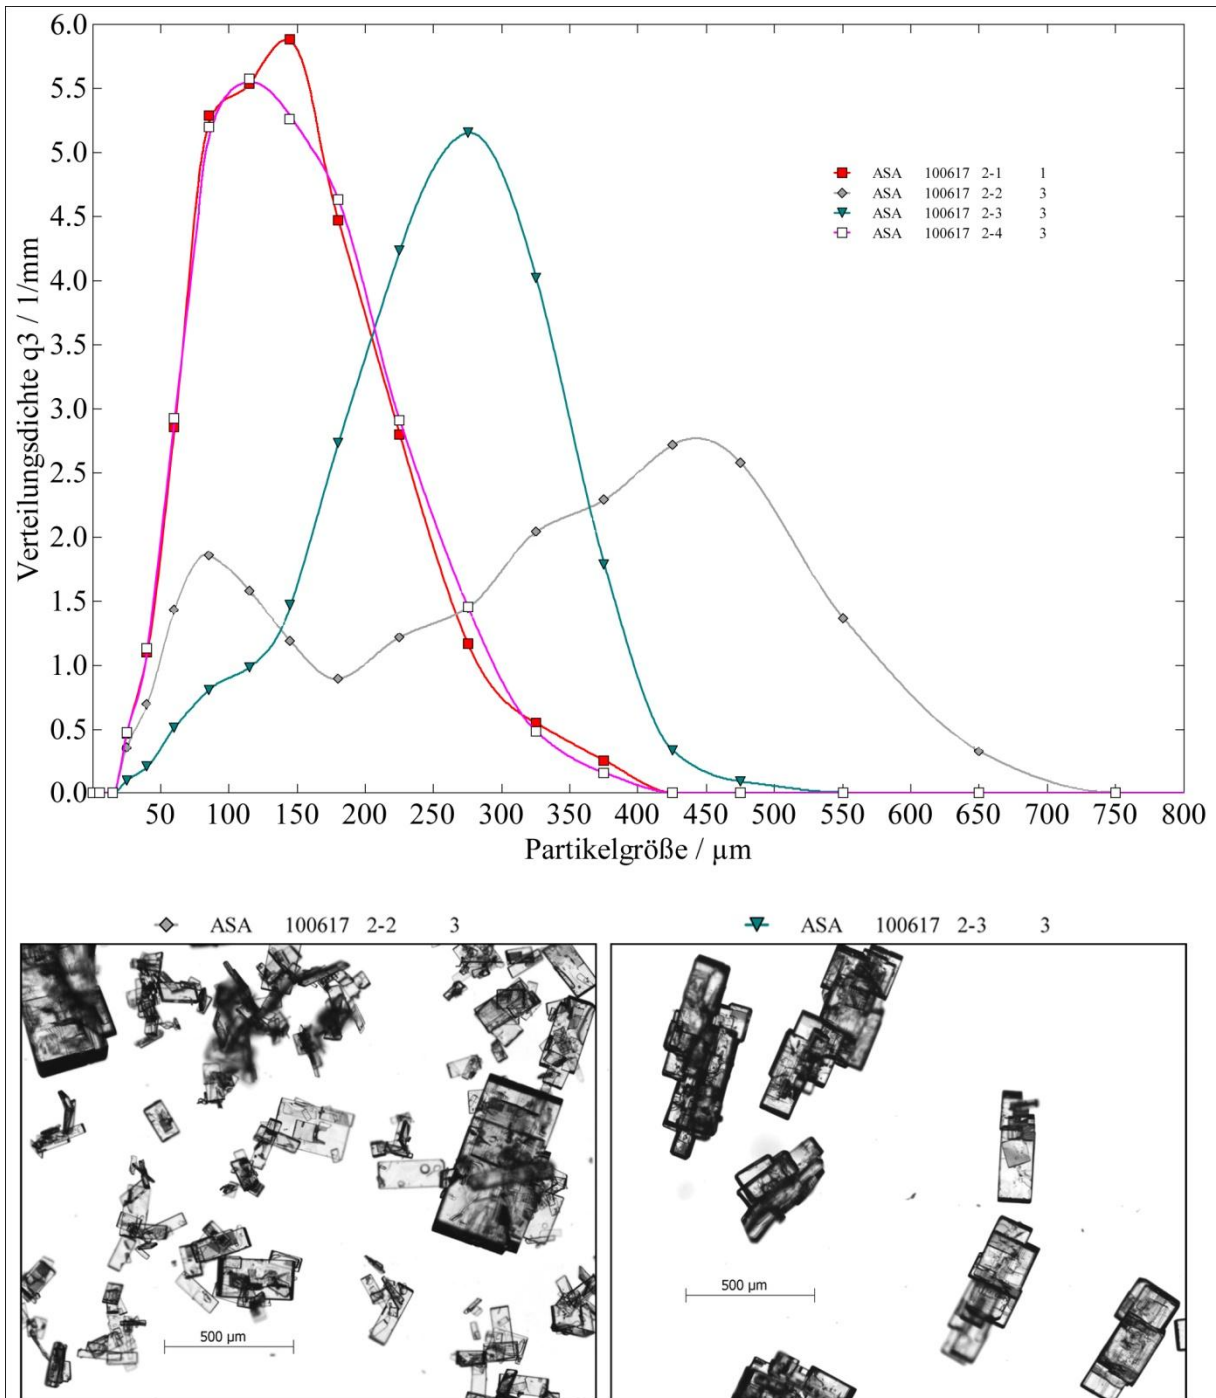 6.0
5.5
5.0
4.5
4.0
3.5
3.0
2.5
2.0
1.5
1.0
0.5
0.0
Verteilungsdichte q3 / 1/mm
ASA 100617 2-1 1
ASA 100617 2-2 3
ASA 100617 2-3 3
ASA 100617 2-4 3
50 100 150 200 250 300 350 400 450 500 550 600 650 700 750 800
Partikelgröße / µm
ASA 100617 2-2 3
ASA 100617 2-3 3
500 µm
500 µm